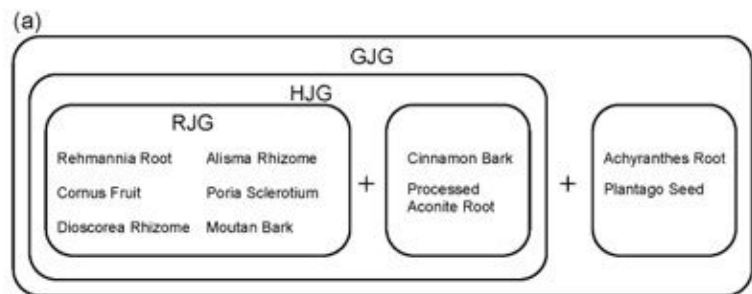 (a)
GJG
HJG
RJG
Rehmannia Root
Alisma Rhizome
Cornus Fruit
Poria Sclerotium
Dioscorea Rhizome
Moutan Bark
+
Cinnamon Bark
Processed
Aconite Root
+
Achyranthes Root
Plantago Seed